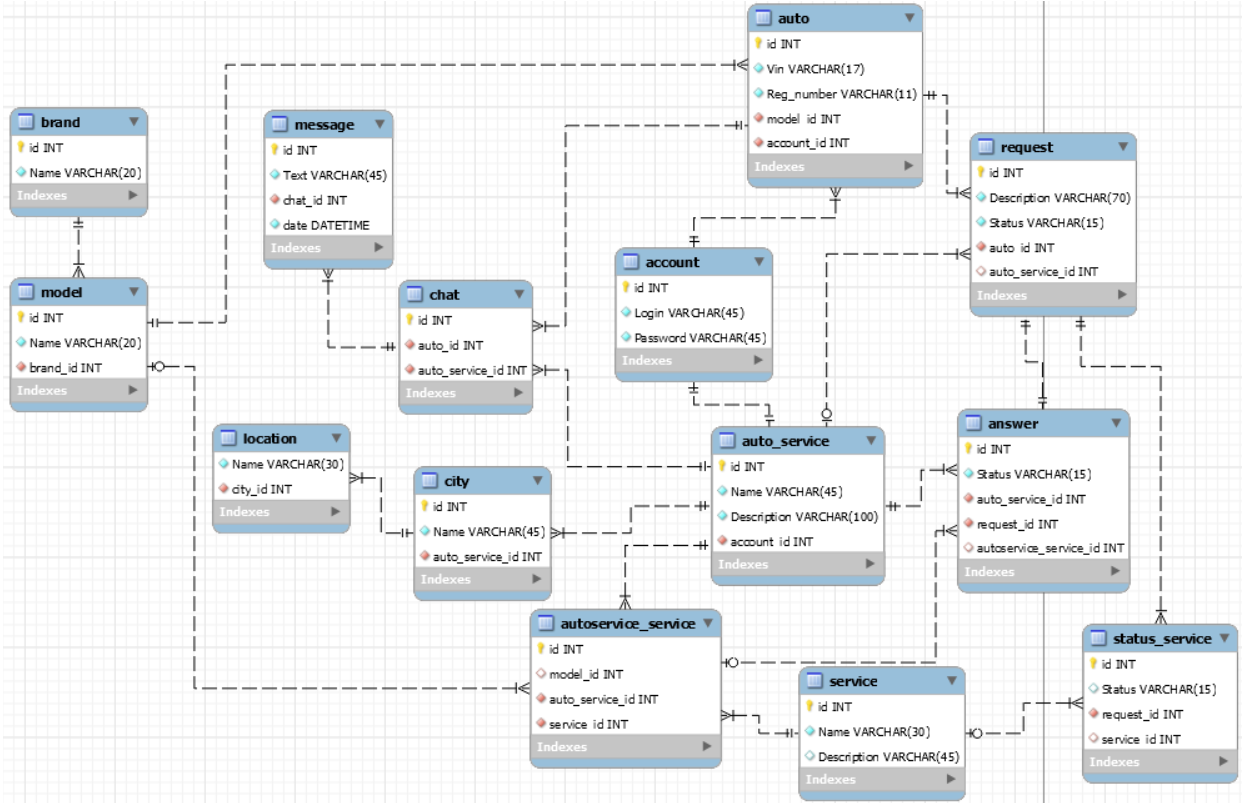 auto
id INT
Vin VARCHAR(17)
Reg_number VARCHAR(11)
model_id INT
account_id INT
Indexes
brand
id INT
Name VARCHAR(20)
Indexes
message
id INT
Text VARCHAR(45)
chat_id INT
date DATETIME
Indexes
request
id INT
Description VARCHAR(70)
Status VARCHAR(15)
auto_id INT
auto_service_id INT
Indexes
model
id INT
Name VARCHAR(20)
brand_id INT
Indexes
chat
id INT
auto_id INT
auto_service_id INT
Indexes
account
id INT
Login VARCHAR(45)
Password VARCHAR(45)
Indexes
location
Name VARCHAR(30)
city_id INT
Indexes
city
id INT
Name VARCHAR(45)
auto_service_id INT
Indexes
auto_service
id INT
Name VARCHAR(45)
Description VARCHAR(100)
account_id INT
Indexes
answer
id INT
Status VARCHAR(15)
auto_service_id INT
request_id INT
autoservice_service_id INT
Indexes
autoservice_service
id INT
model_id INT
auto_service_id INT
service_id INT
Indexes
service
id INT
Name VARCHAR(30)
Description VARCHAR(45)
Indexes
status_service
id INT
Status VARCHAR(15)
request_id INT
service_id INT
Indexes